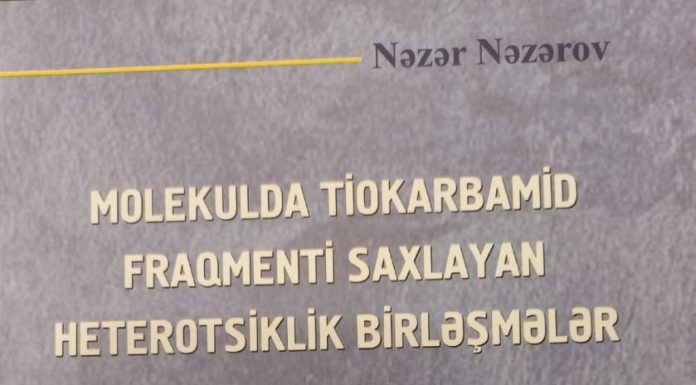 Nəzər Nəzərov
MOLEKULDA TİOKARBAMİD
FRAQMENTİ SAXLAYAN
HETEROTSİKLİK BİRLƏŞMƏLƏR